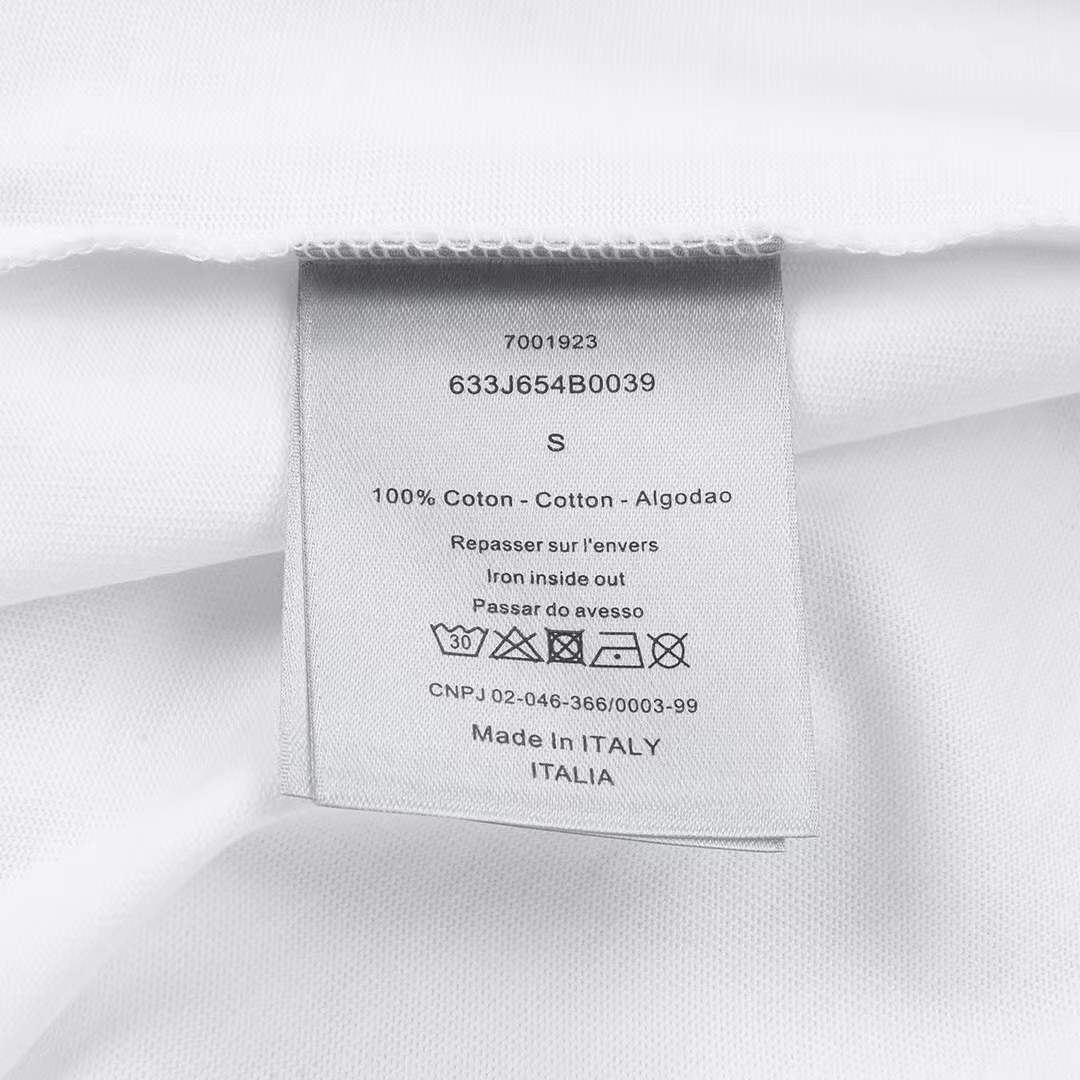 7001923
633J654B0039
S
100% Coton - Cotton - Algodao
Repasser sur l'envers
Iron inside out
Passar do avesso
30
CNPJ 02-046-366/0003-99
Made In ITALY
ITALIA